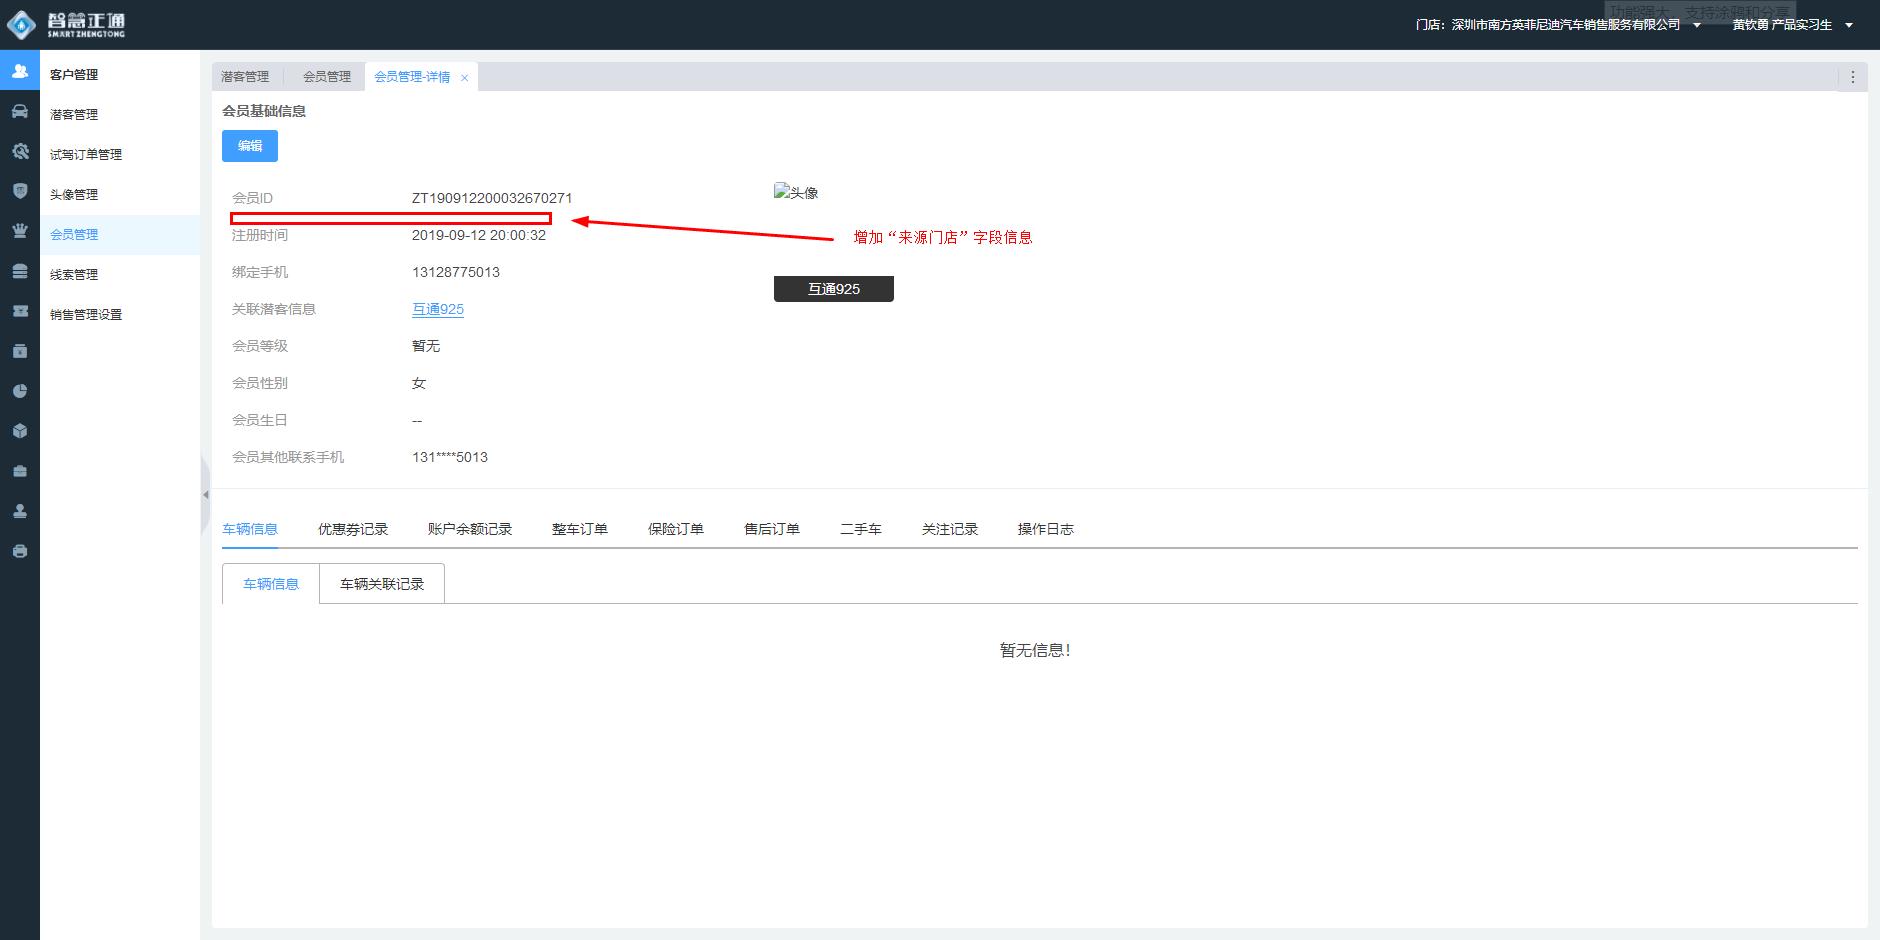 智慧正通
SMART ZHENGTONG
功能强大、支持涂鸦和分享
门店：深圳市南方英菲尼迪汽车销售服务有限公司
黄钦勇 产品实习生
客户管理
潜客管理
试驾订单管理
头像管理
会员管理
线索管理
销售管理设置
潜客管理
会员管理
会员管理-详情
会员基础信息
编辑
会员ID ZT190912200032670271
注册时间 2019-09-12 20:00:32
绑定手机 13128775013
关联潜客信息 互通925
会员等级 暂无
会员性别 女
会员生日 --
会员其他联系手机 131****5013
头像
增加“来源门店”字段信息
互通925
车辆信息 优惠券记录 账户余额记录 整车订单 保险订单 售后订单 二手车 关注记录 操作日志
车辆信息 车辆关联记录
暂无信息！